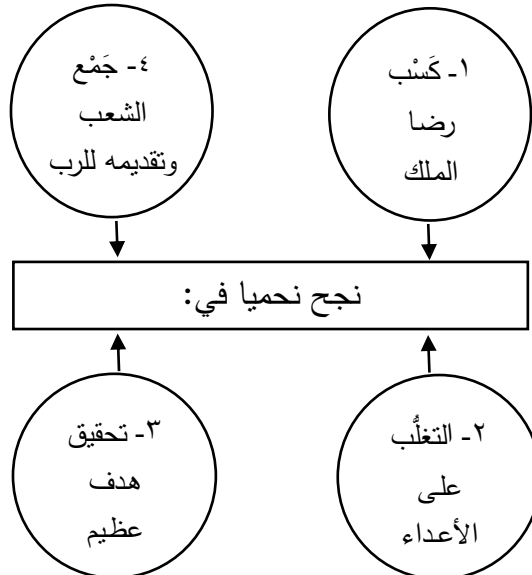 ١- كَسْب
رضا
الملك
٤- جَمْع
الشعب
وتقديمه للرب
نجح نحميا في:
٢- التغلُّب
على
الأعداء
٣- تحقيق
هدف
عظيم